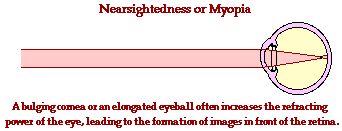 Nearsightedness or Myopia
A bulging cornea or an elongated eyeball often increases the refracting
power of the eye, leading to the formation of images in front of the retina.